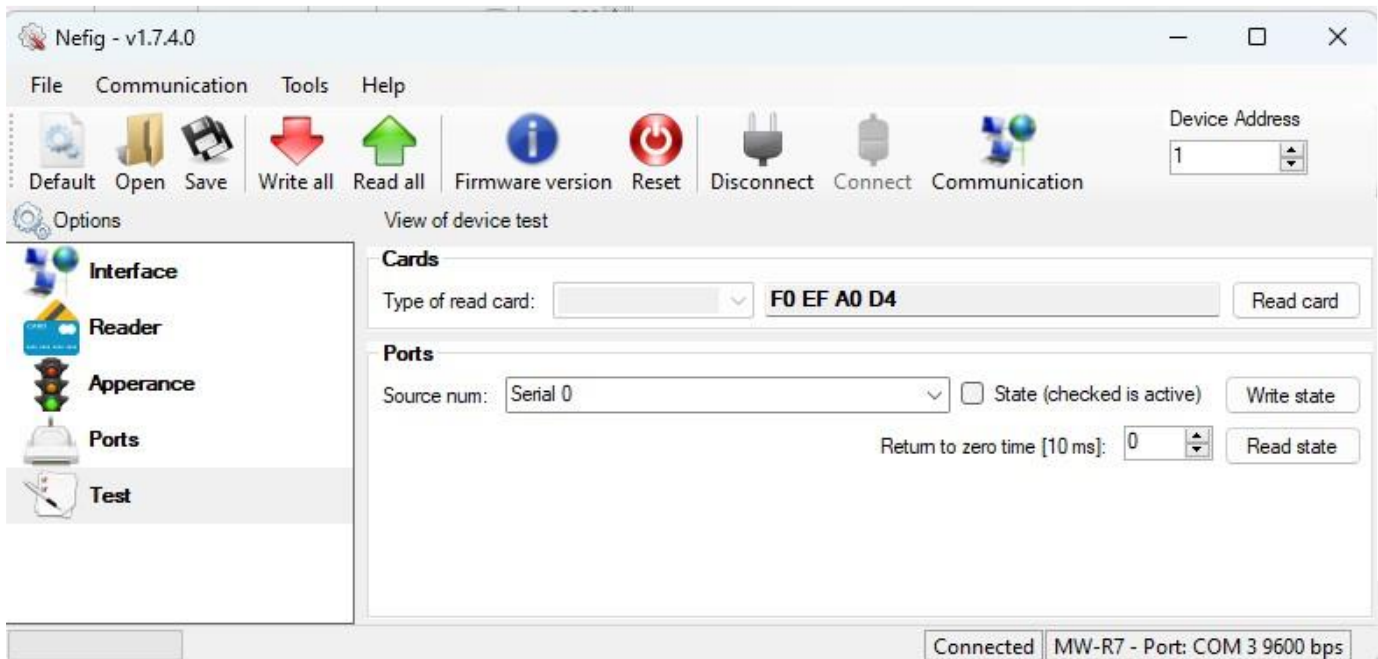 Nefig - v1.7.4.0
File Communication Tools Help
Device Address
1
Default Open Save Write all Read all Firmware version Reset Disconnect Connect Communication
Options View of device test
Interface
Reader
Apperance
Ports
Test
Cards
Type of read card: F0 EF A0 D4 Read card
Ports
Source num: Serial 0 State (checked is active) Write state
Return to zero time [10 ms]: 0 Read state
Connected MW-R7 - Port: COM 3 9600 bps